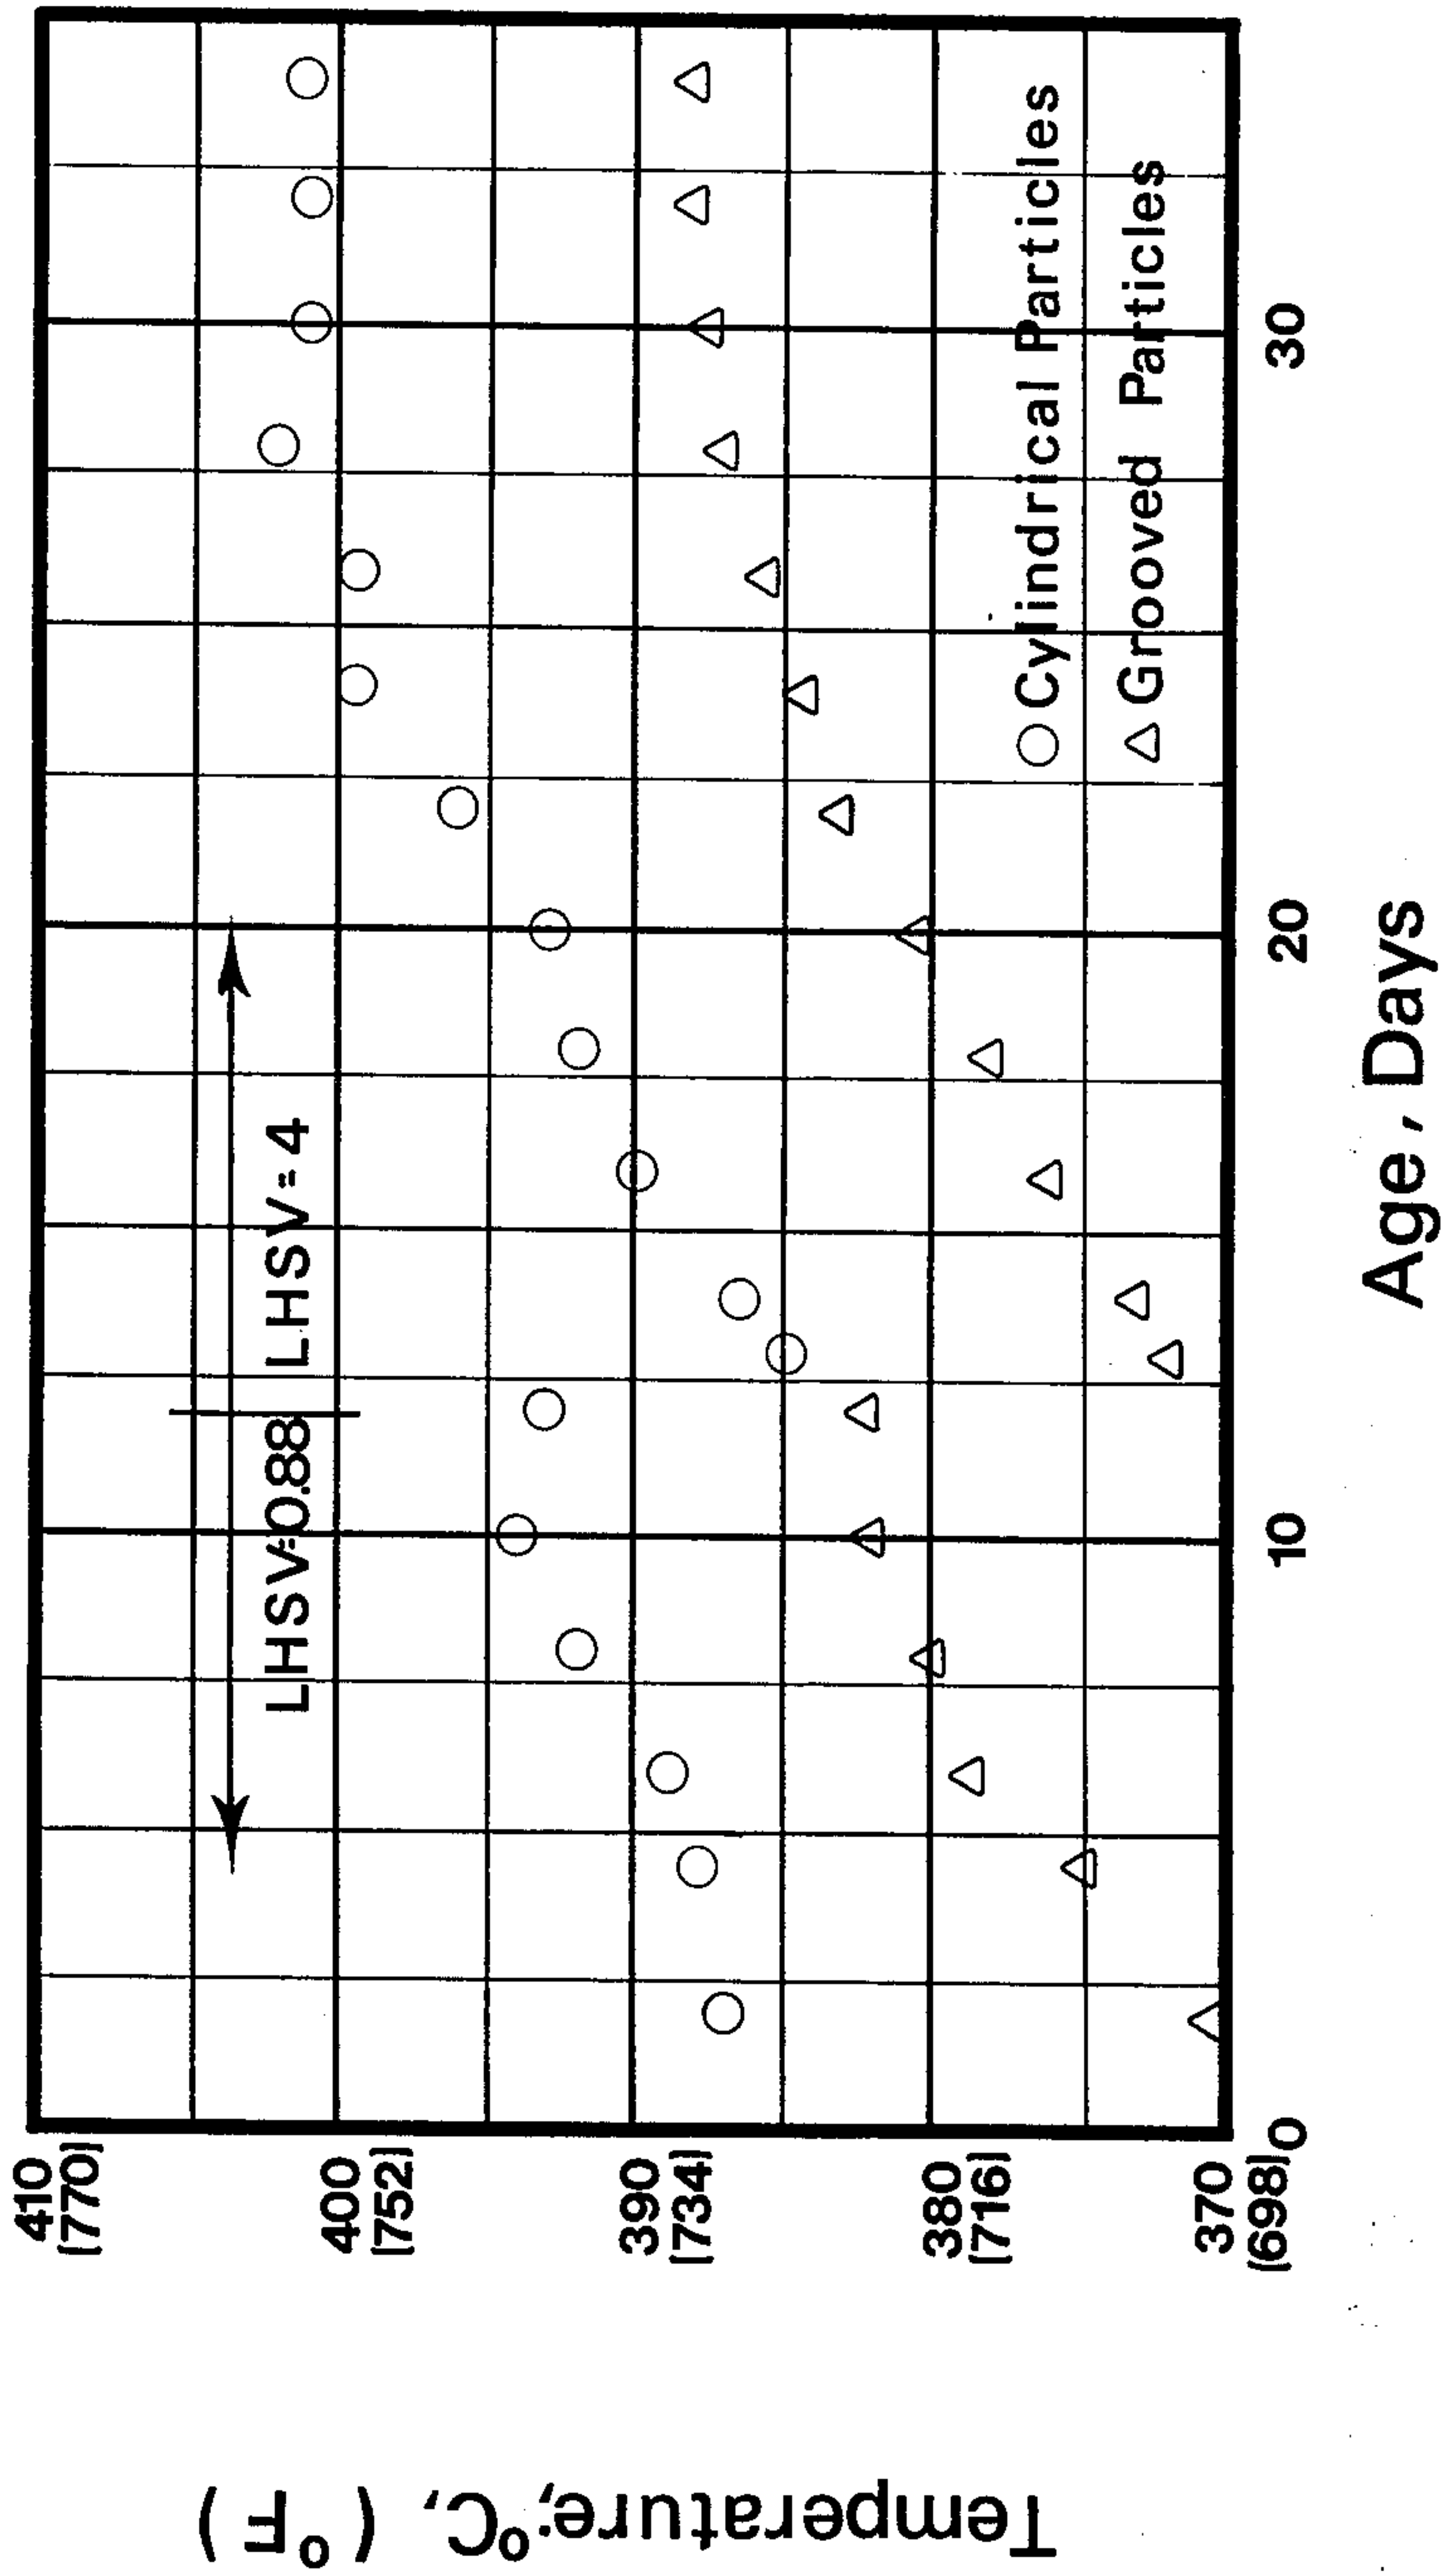 410
[770]
400
[752]
390
[734]
380
[716]
370
(698]
Temperature,°C, (°F)
LHSV=0.88
LHSV=4
Cylindrical Particles
Grooved Particles
0
10
20
30
Age, Days